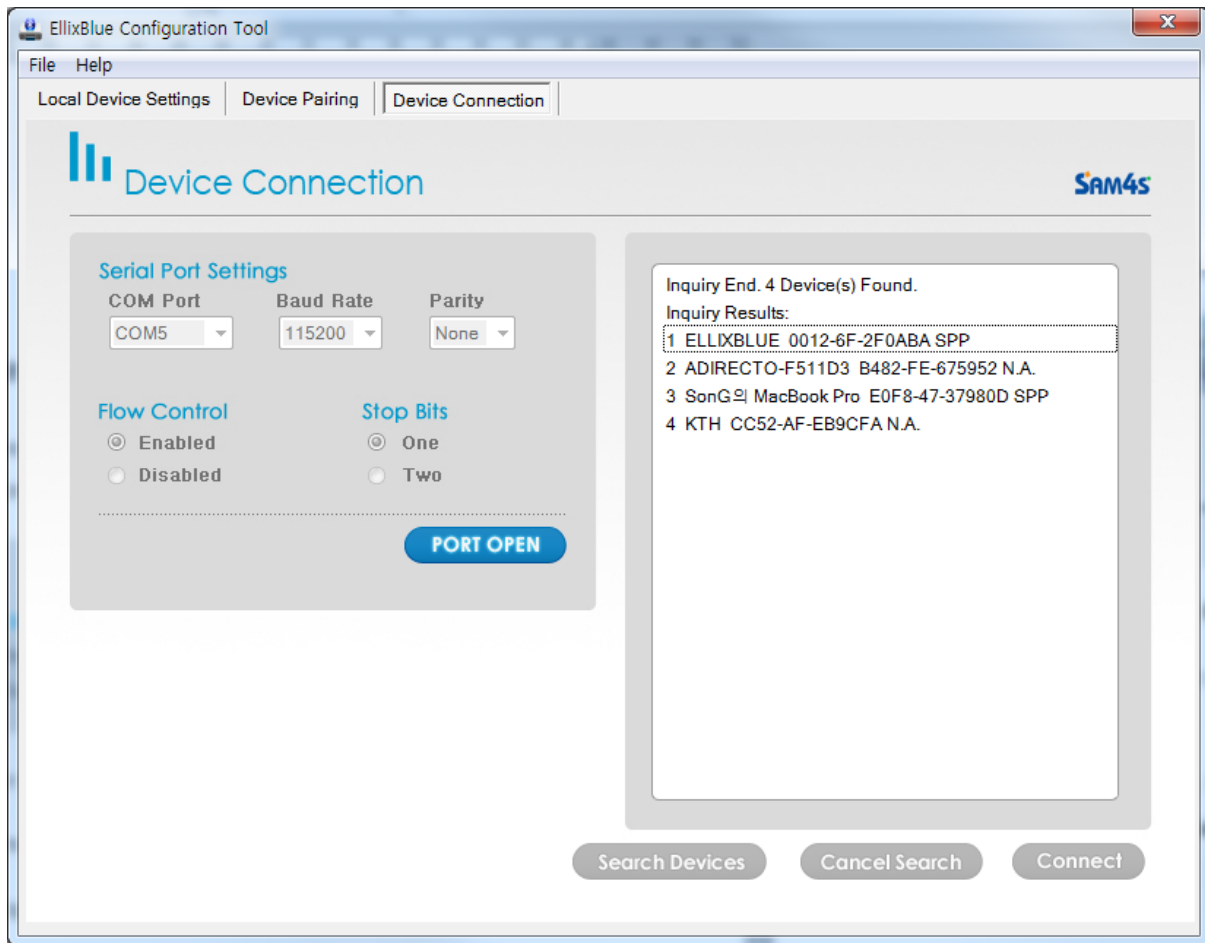 EllixBlue Configuration Tool
File Help
Local Device Settings Device Pairing Device Connection
Device Connection
SAM4S
Serial Port Settings
COM Port Baud Rate Parity
COM5 115200 None
Flow Control Stop Bits
Enabled One
Disabled Two
PORT OPEN
Inquiry End. 4 Device(s) Found.
Inquiry Results:
1 ELLIXBLUE 0012-6F-2F0ABA SPP
2 ADIRECTO-F511D3 B482-FE-675952 N.A.
3 SonG의 MacBook Pro E0F8-47-37980D SPP
4 KTH CC52-AF-EB9CFA N.A.
Search Devices Cancel Search Connect